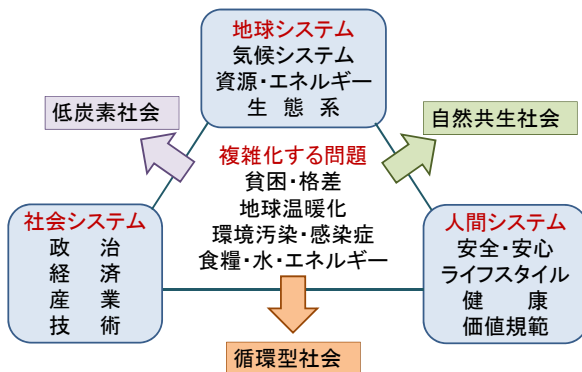 地球システム
気候システム
資源・エネルギー
生態系
低炭素社会
自然共生社会
複雑化する問題
貧困・格差
地球温暖化
環境汚染・感染症
食糧・水・エネルギー
社会システム
政治
経済
産業
技術
人間システム
安全・安心
ライフスタイル
健康
価値規範
循環型社会